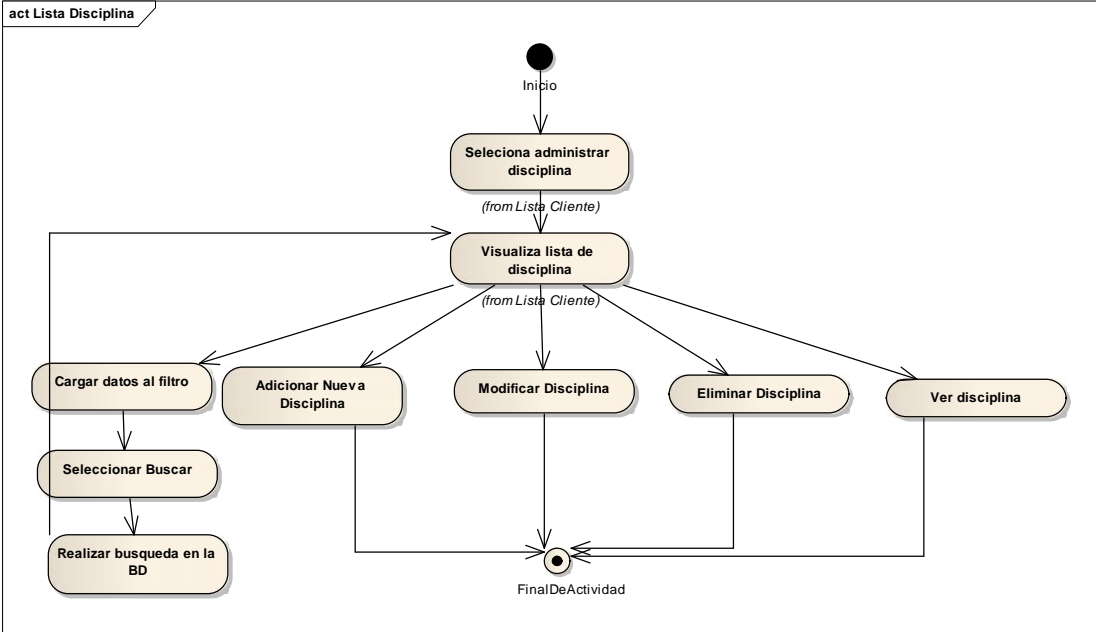 act Lista Disciplina
Inicio
Seleciona administrar
disciplina
(from Lista Cliente)
Visualiza lista de
disciplina
(from Lista Cliente)
Cargar datos al filtro
Adicionar Nueva
Disciplina
Modificar Disciplina
Eliminar Disciplina
Ver disciplina
Seleccionar Buscar
Realizar busqueda en la
BD
FinalDeActividad